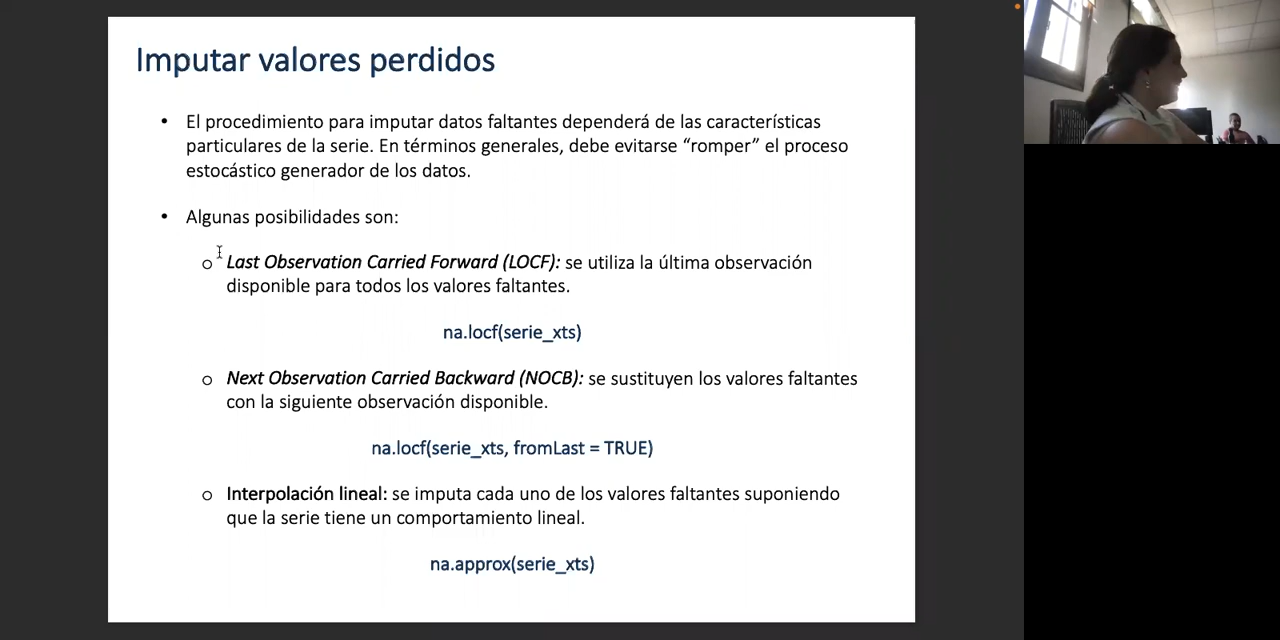 Imputar valores perdidos
• El procedimiento para imputar datos faltantes dependerá de las características
particulares de la serie. En términos generales, debe evitarse “romper” el proceso
estocástico generador de los datos.
• Algunas posibilidades son:
o Last Observation Carried Forward (LOCF): se utiliza la última observación
disponible para todos los valores faltantes.
na.locf(serie_xts)
o Next Observation Carried Backward (NOCB): se sustituyen los valores faltantes
con la siguiente observación disponible.
na.locf(serie_xts, fromLast = TRUE)
o Interpolación lineal: se imputa cada uno de los valores faltantes suponiendo
que la serie tiene un comportamiento lineal.
na.approx(serie_xts)